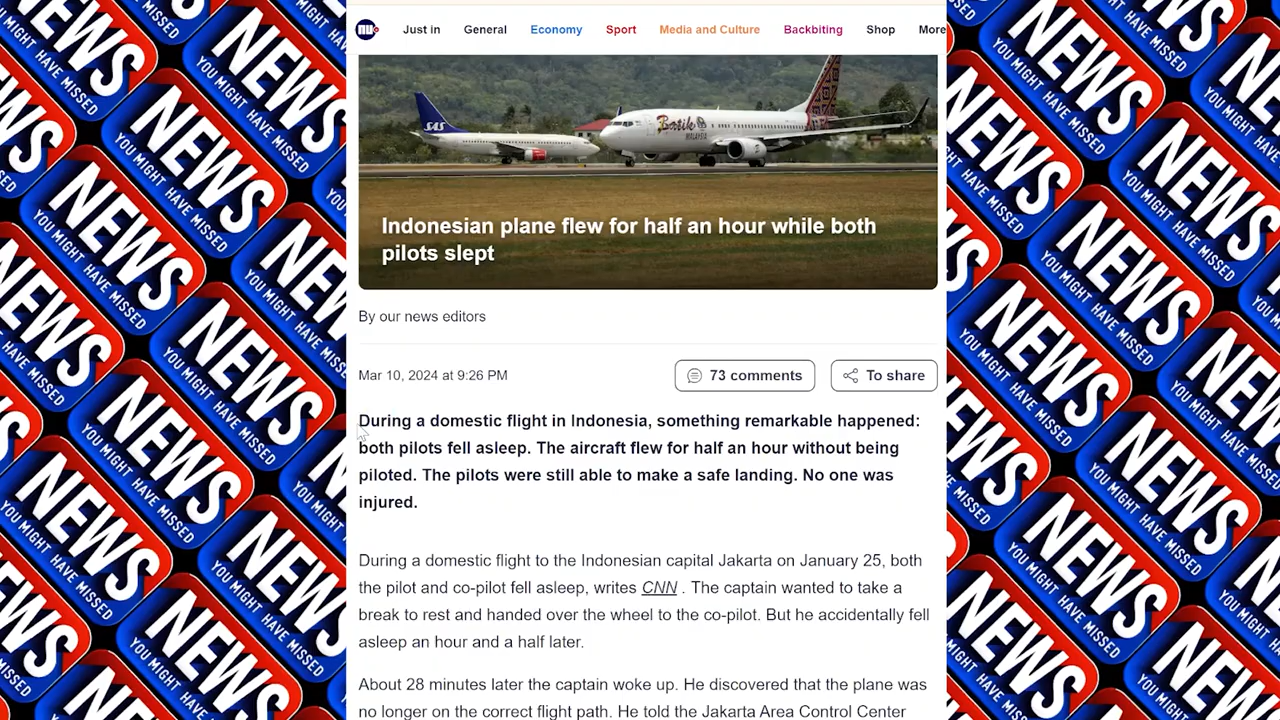 Just in General Economy Sport Media and Culture Backbiting Shop More
SAS
Batik
MALAYSIA
Indonesian plane flew for half an hour while both
pilots slept
By our news editors
Mar 10, 2024 at 9:26 PM
73 comments
To share
During a domestic flight in Indonesia, something remarkable happened:
both pilots fell asleep. The aircraft flew for half an hour without being
piloted. The pilots were still able to make a safe landing. No one was
injured.
During a domestic flight to the Indonesian capital Jakarta on January 25, both
the pilot and co-pilot fell asleep, writes CNN . The captain wanted to take a
break to rest and handed over the wheel to the co-pilot. But he accidentally fell
asleep an hour and a half later.
About 28 minutes later the captain woke up. He discovered that the plane was
no longer on the correct flight path. He told the Jakarta Area Control Center
NEWS
YOU MIGHT HAVE MISSED